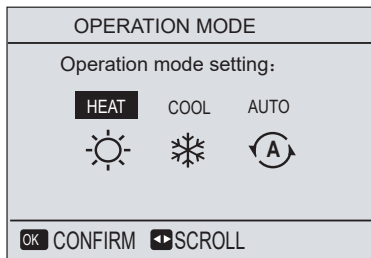 OPERATION MODE
Operation mode setting：
HEAT COOL AUTO
A
OK CONFIRM SCROLL